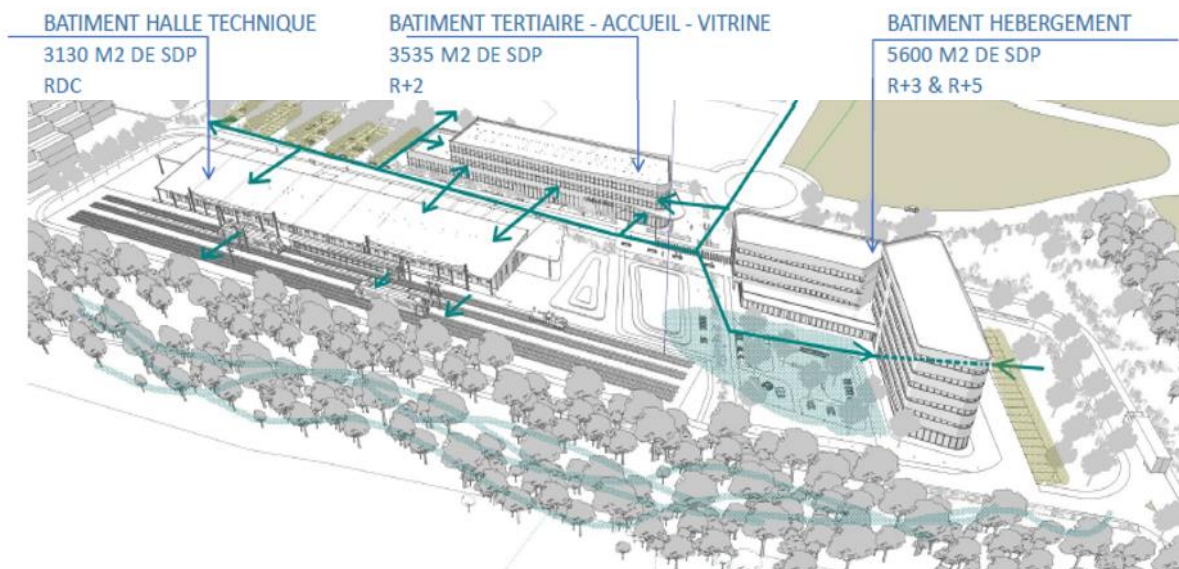 BATIMENT HALLE TECHNIQUE
3130 M2 DE SDP
RDC
BATIMENT TERTIAIRE - ACCUEIL - VITRINE
3535 M2 DE SDP
R+2
BATIMENT HEBERGEMENT
5600 M2 DE SDP
R+3 & R+5